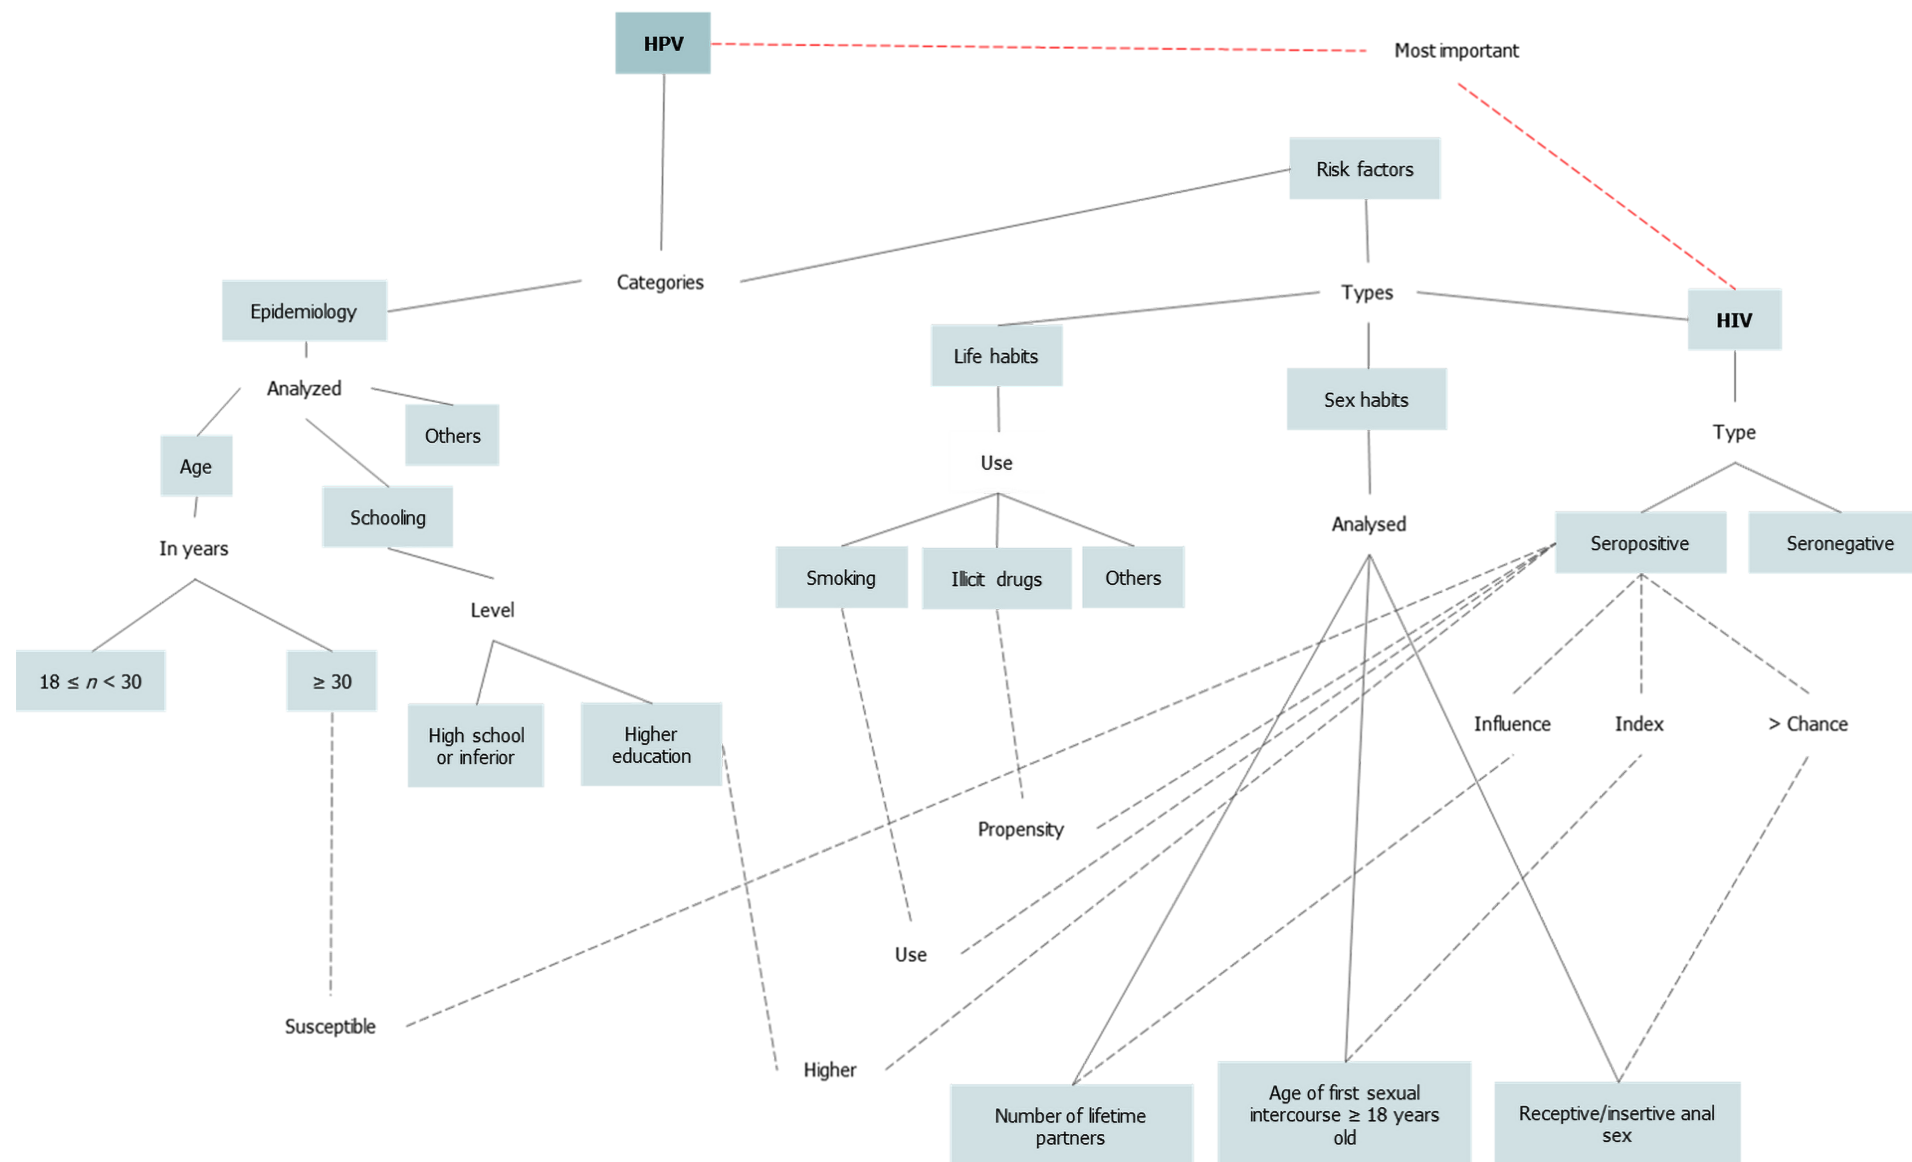 HPV
Most important
Risk factors
Categories
Types
Epidemiology
HIV
Life habits
Analyzed
Sex habits
Others
Type
Age
Use
Schooling
Analysed
In years
Seropositive
Seronegative
Smoking
Illicit drugs
Others
Level
18 ≤ n < 30
≥ 30
High school
or inferior
Higher
education
Influence
Index
> Chance
Propensity
Use
Susceptible
Higher
Number of lifetime
partners
Age of first sexual
intercourse ≥ 18 years
old
Receptive/insertive anal
sex